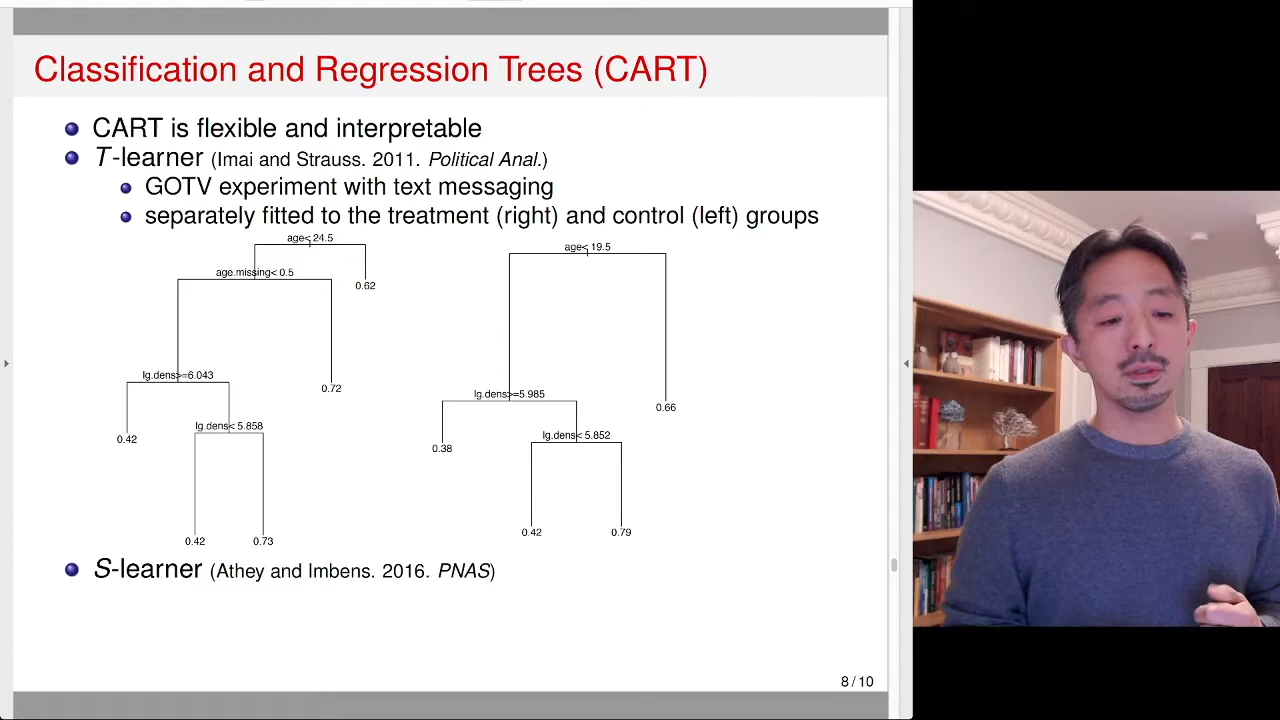 Classification and Regression Trees (CART)
CART is flexible and interpretable
T-learner (Imai and Strauss. 2011. Political Anal.)
GOTV experiment with text messaging
separately fitted to the treatment (right) and control (left) groups
age< 24.5
age.missing< 0.5
0.62
lg.dens>=6.043
0.72
0.42
lg.dens< 5.858
0.42
0.73
age< 19.5
lg.dens>=5.985
0.66
0.38
lg.dens< 5.852
0.42
0.79
S-learner (Athey and Imbens. 2016. PNAS)
8 / 10